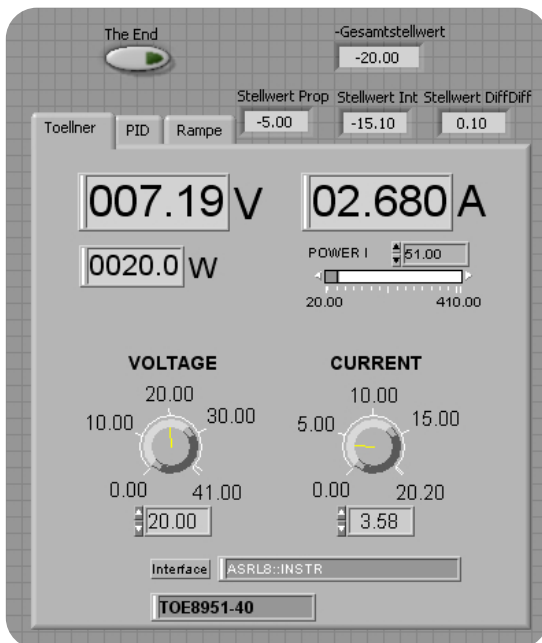 The End
-Gesamtstellwert
-20.00
Stellwert Prop Stellwert Int Stellwert DiffDiff
-5.00 -15.10 0.10
Toellner PID Rampe
007.19 V 02.680 A
0020.0 W
POWER I 51.00
20.00 410.00
VOLTAGE CURRENT
20.00 10.00
10.00 30.00 5.00 15.00
0.00 41.00 0.00 20.20
20.00 3.58
Interface ASRL8::INSTR
TOE8951-40